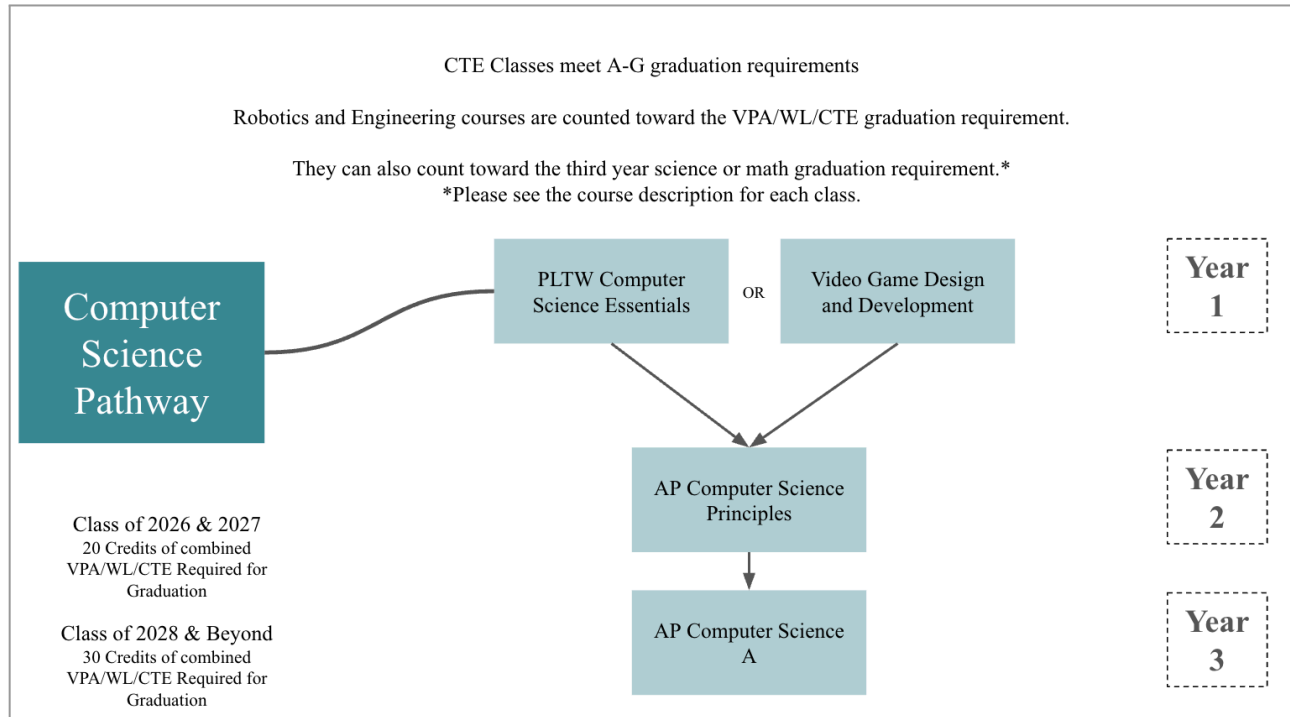 CTE Classes meet A-G graduation requirements
Robotics and Engineering courses are counted toward the VPA/WL/CTE graduation requirement.
They can also count toward the third year science or math graduation requirement.*
*Please see the course description for each class.
Computer
Science
Pathway
PLTW Computer
Science Essentials
OR
Video Game Design
and Development
Year
1
AP Computer Science
Principles
Year
2
Class of 2026 & 2027
20 Credits of combined
VPA/WL/CTE Required for
Graduation
AP Computer Science
A
Year
3
Class of 2028 & Beyond
30 Credits of combined
VPA/WL/CTE Required for
Graduation